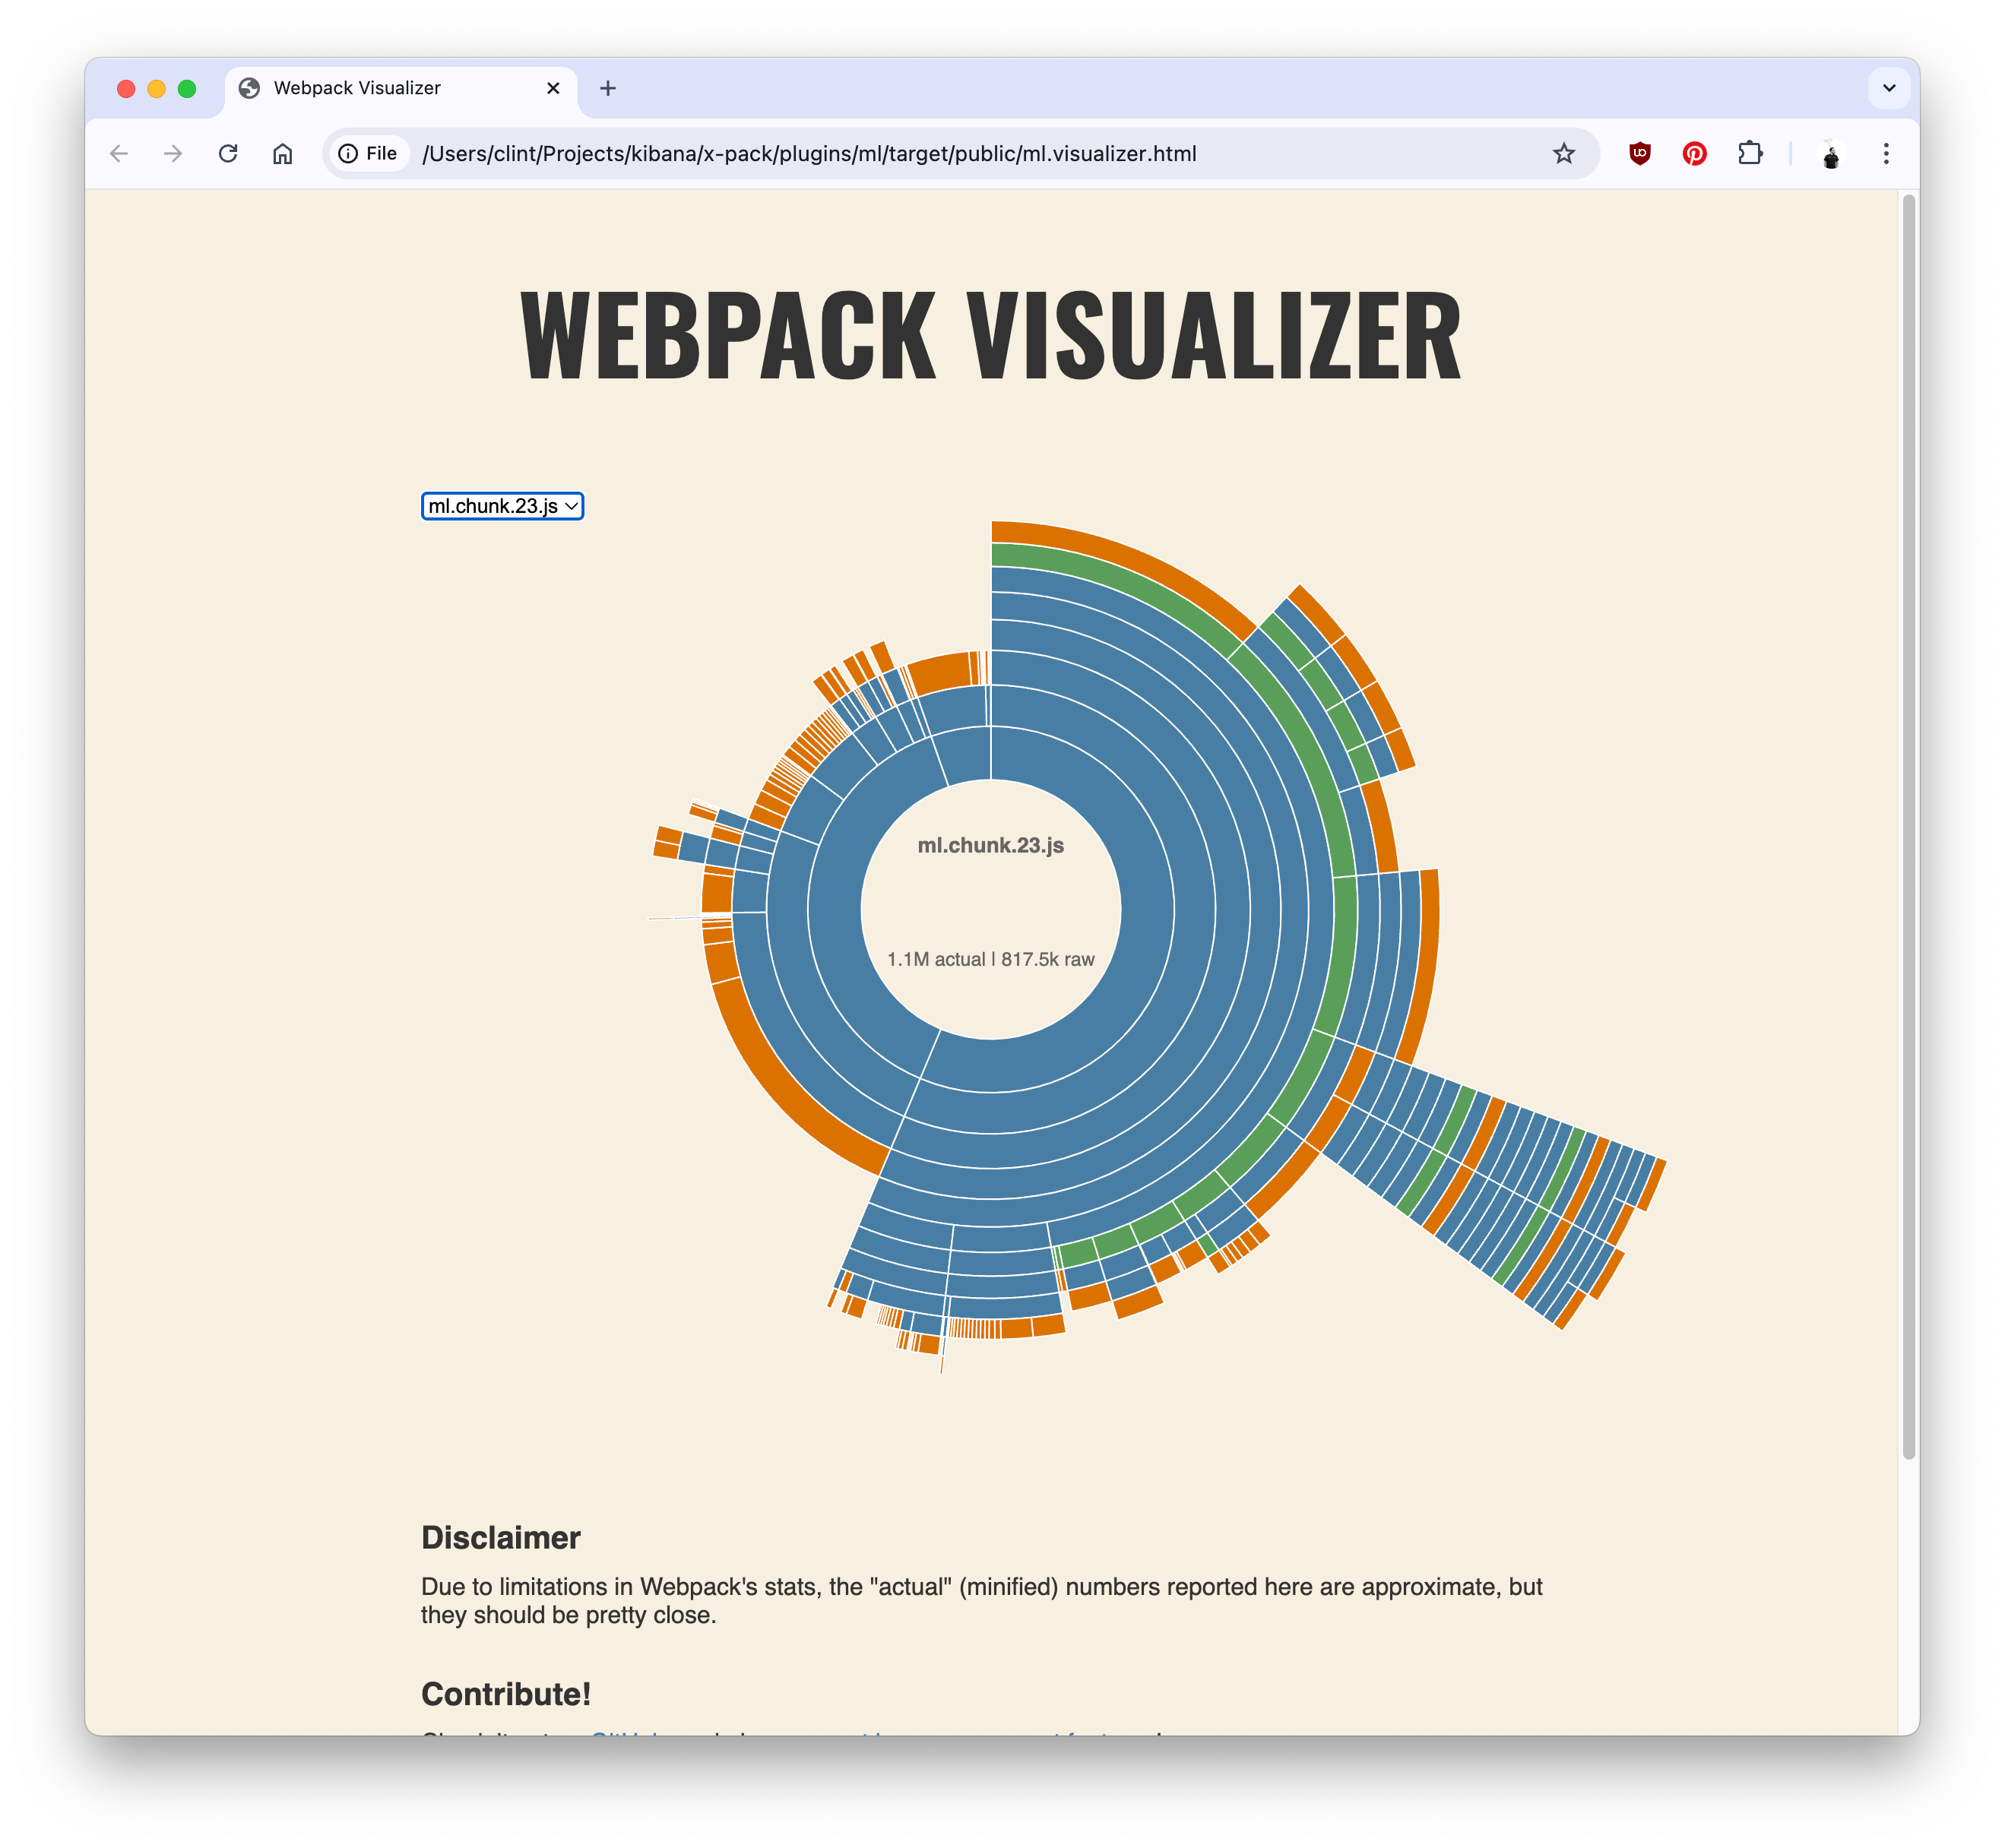 Webpack Visualizer
File
/Users/clint/Projects/kibana/x-pack/plugins/ml/target/public/ml.visualizer.html
WEBPACK VISUALIZER
ml.chunk.23.js
ml.chunk.23.js
1.1M actual | 817.5k raw
Disclaimer
Due to limitations in Webpack's stats, the "actual" (minified) numbers reported here are approximate, but
they should be pretty close.
Contribute!